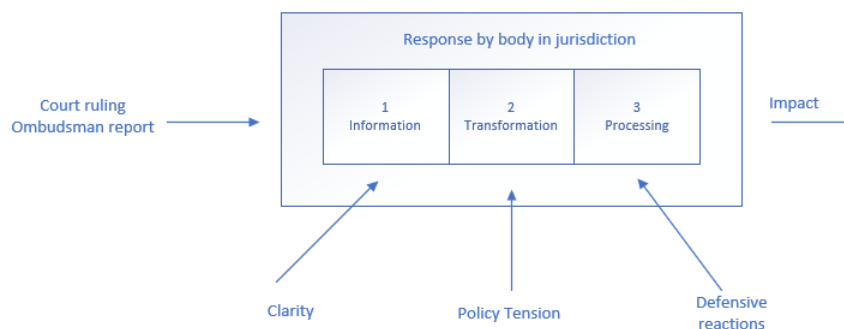 Response by body in jurisdiction
Court ruling
Ombudsman report
1
Information
2
Transformation
3
Processing
Impact
Clarity
Policy Tension
Defensive
reactions